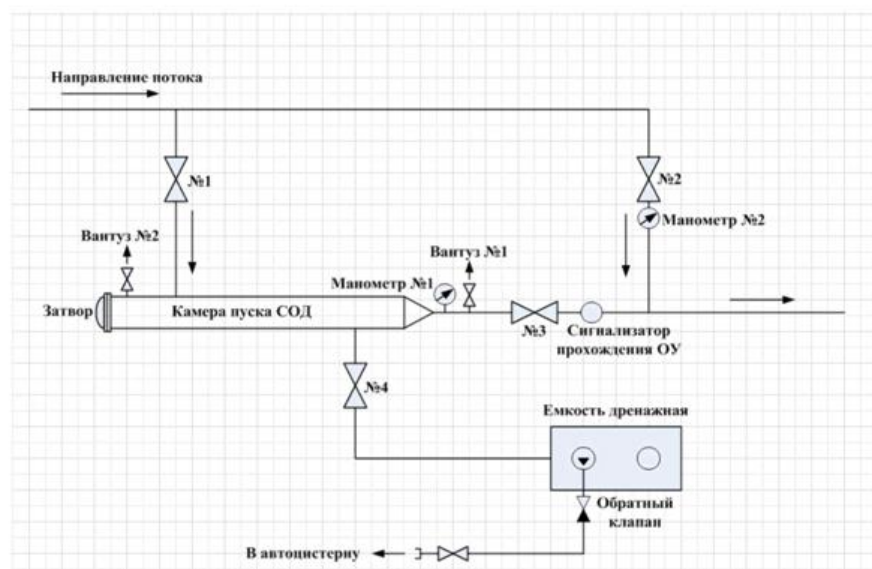 Направление потока
№1
№2
Манометр №2
Вантуз №2
Вантуз №1
Манометр №1
Затвор
Камера пуска СОД
№3
Сигнализатор
прохождения ОУ
№4
Емкость дренажная
Обратный
клапан
В автоцистерну